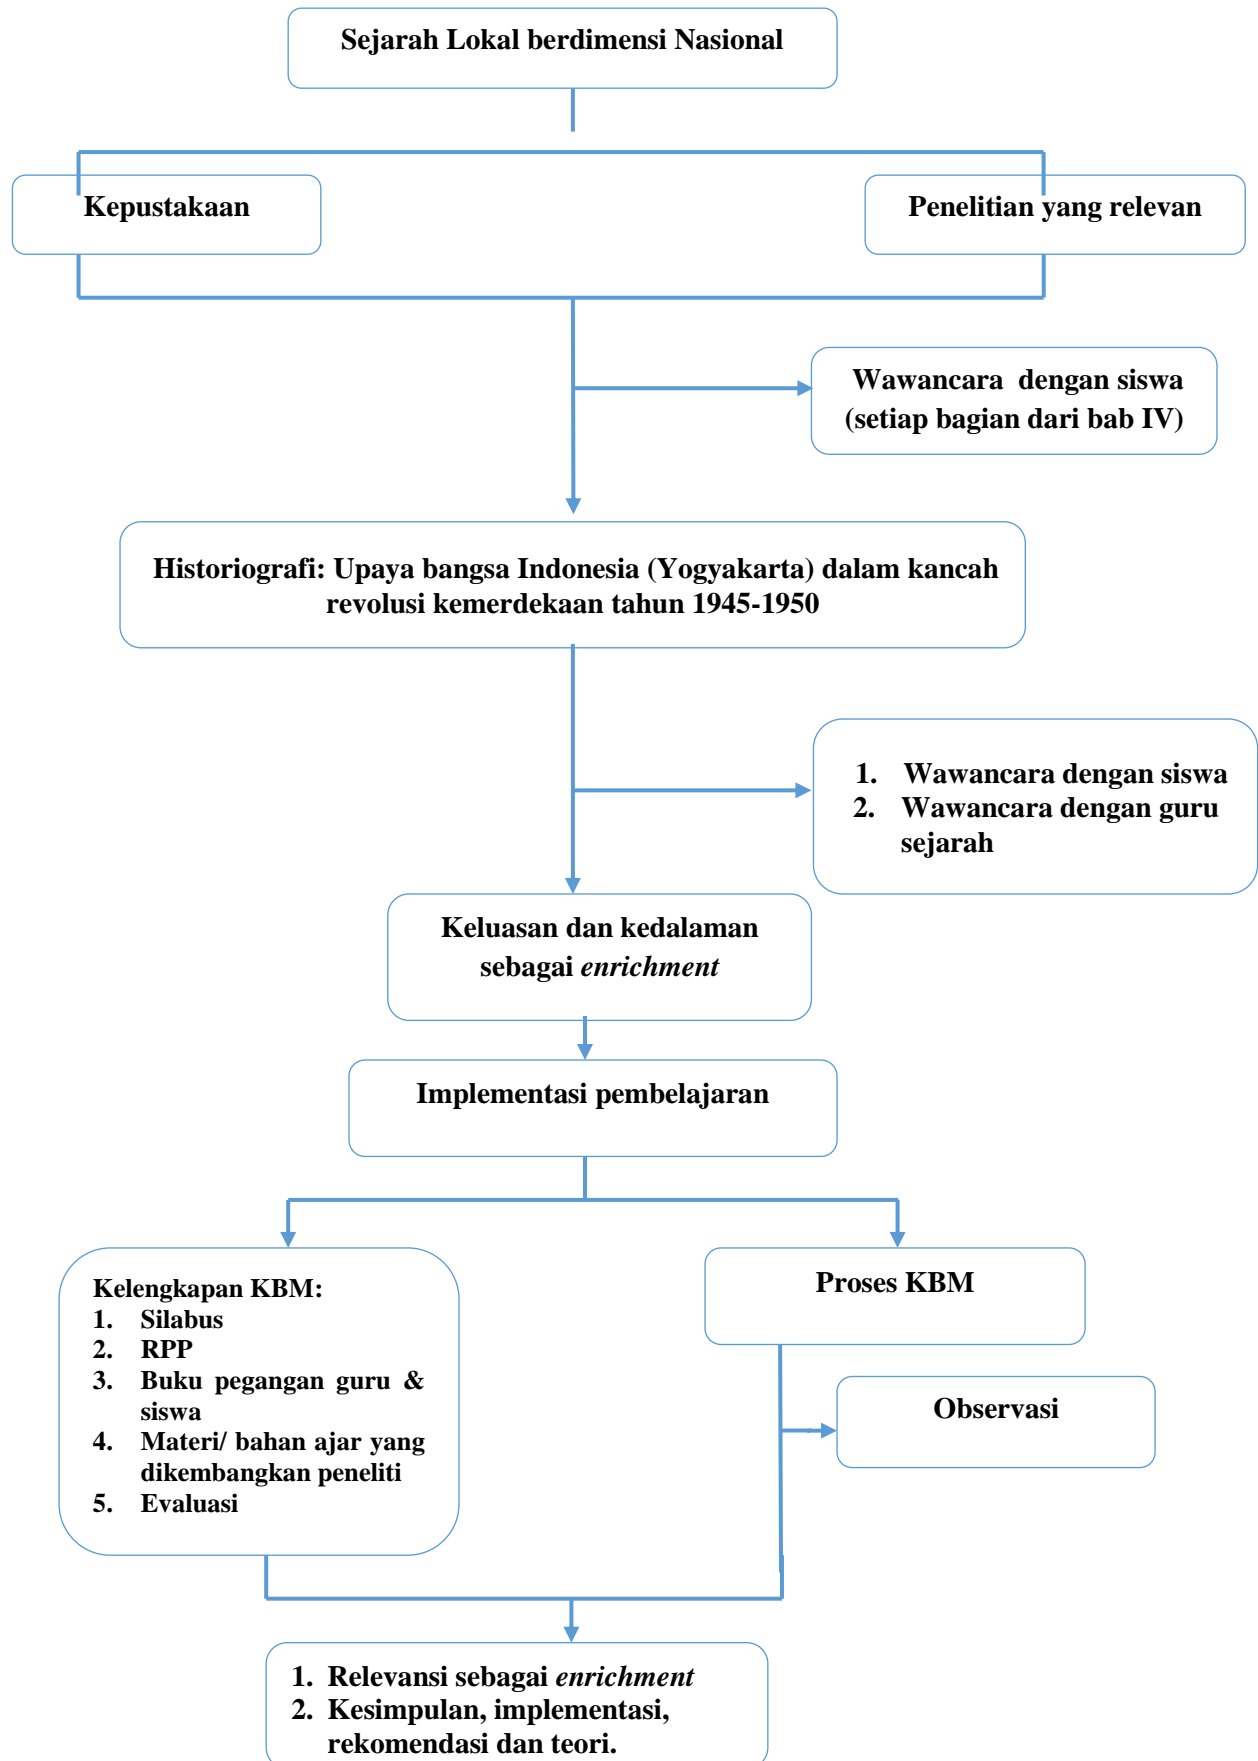 Sejarah Lokal berdimensi Nasional
Kepustakaan
Penelitian yang relevan
Wawancara dengan siswa
(setiap bagian dari bab IV)
Historiografi: Upaya bangsa Indonesia (Yogyakarta) dalam kancah
revolusi kemerdekaan tahun 1945-1950
1. Wawancara dengan siswa
2. Wawancara dengan guru
sejarah
Keluasan dan kedalaman
sebagai enrichment
Implementasi pembelajaran
Kelengkapan KBM:
1. Silabus
2. RPP
3. Buku pegangan guru &
siswa
4. Materi/ bahan ajar yang
dikembangkan peneliti
5. Evaluasi
Proses KBM
Observasi
1. Relevansi sebagai enrichment
2. Kesimpulan, implementasi,
rekomendasi dan teori.